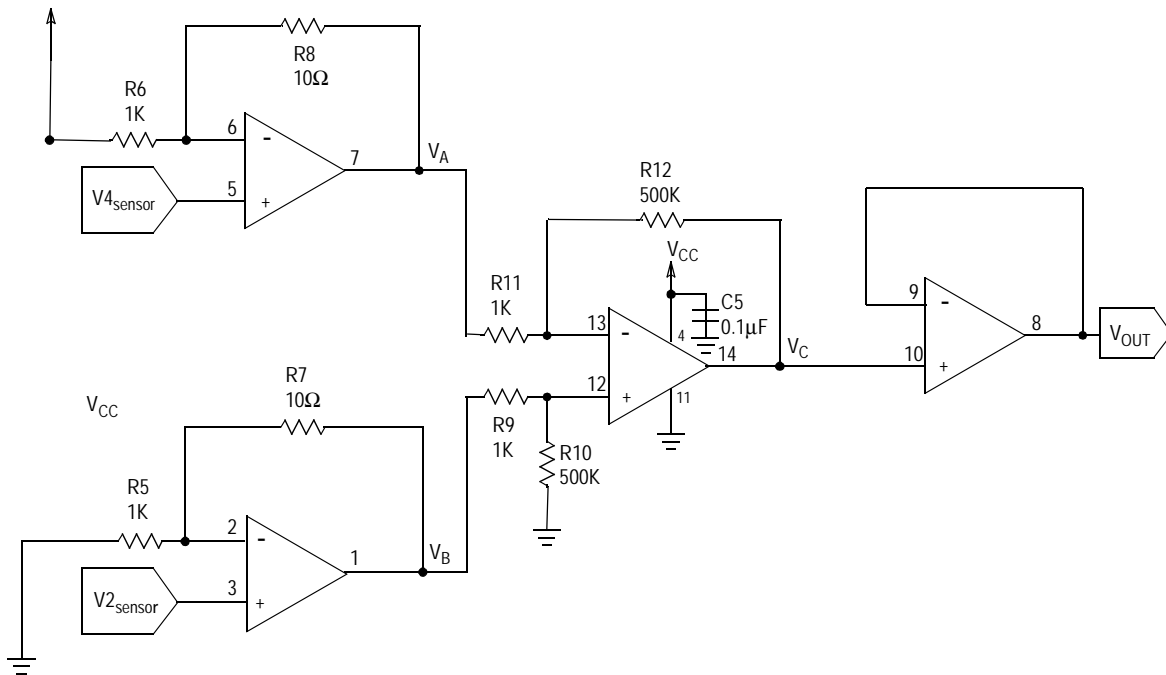 R8
10Ω
R6
1K
6
-
7
V4sensor
5
+
VA
R12
500K
VCC
R11
1K
C5
0.1µF
13
-
4
14
VC
12
+
11
R9
1K
R10
500K
9
-
8
VOUT
10
+
R7
10Ω
VCC
R5
1K
2
-
1
VB
V2sensor
3
+